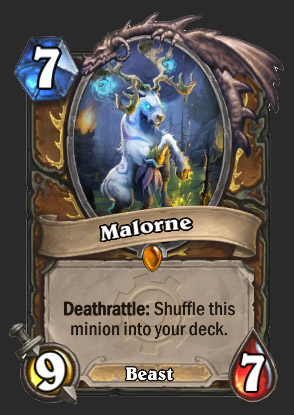 7
Malorne
Deathrattle: Shuffle this
minion into your deck.
9
Beast
7